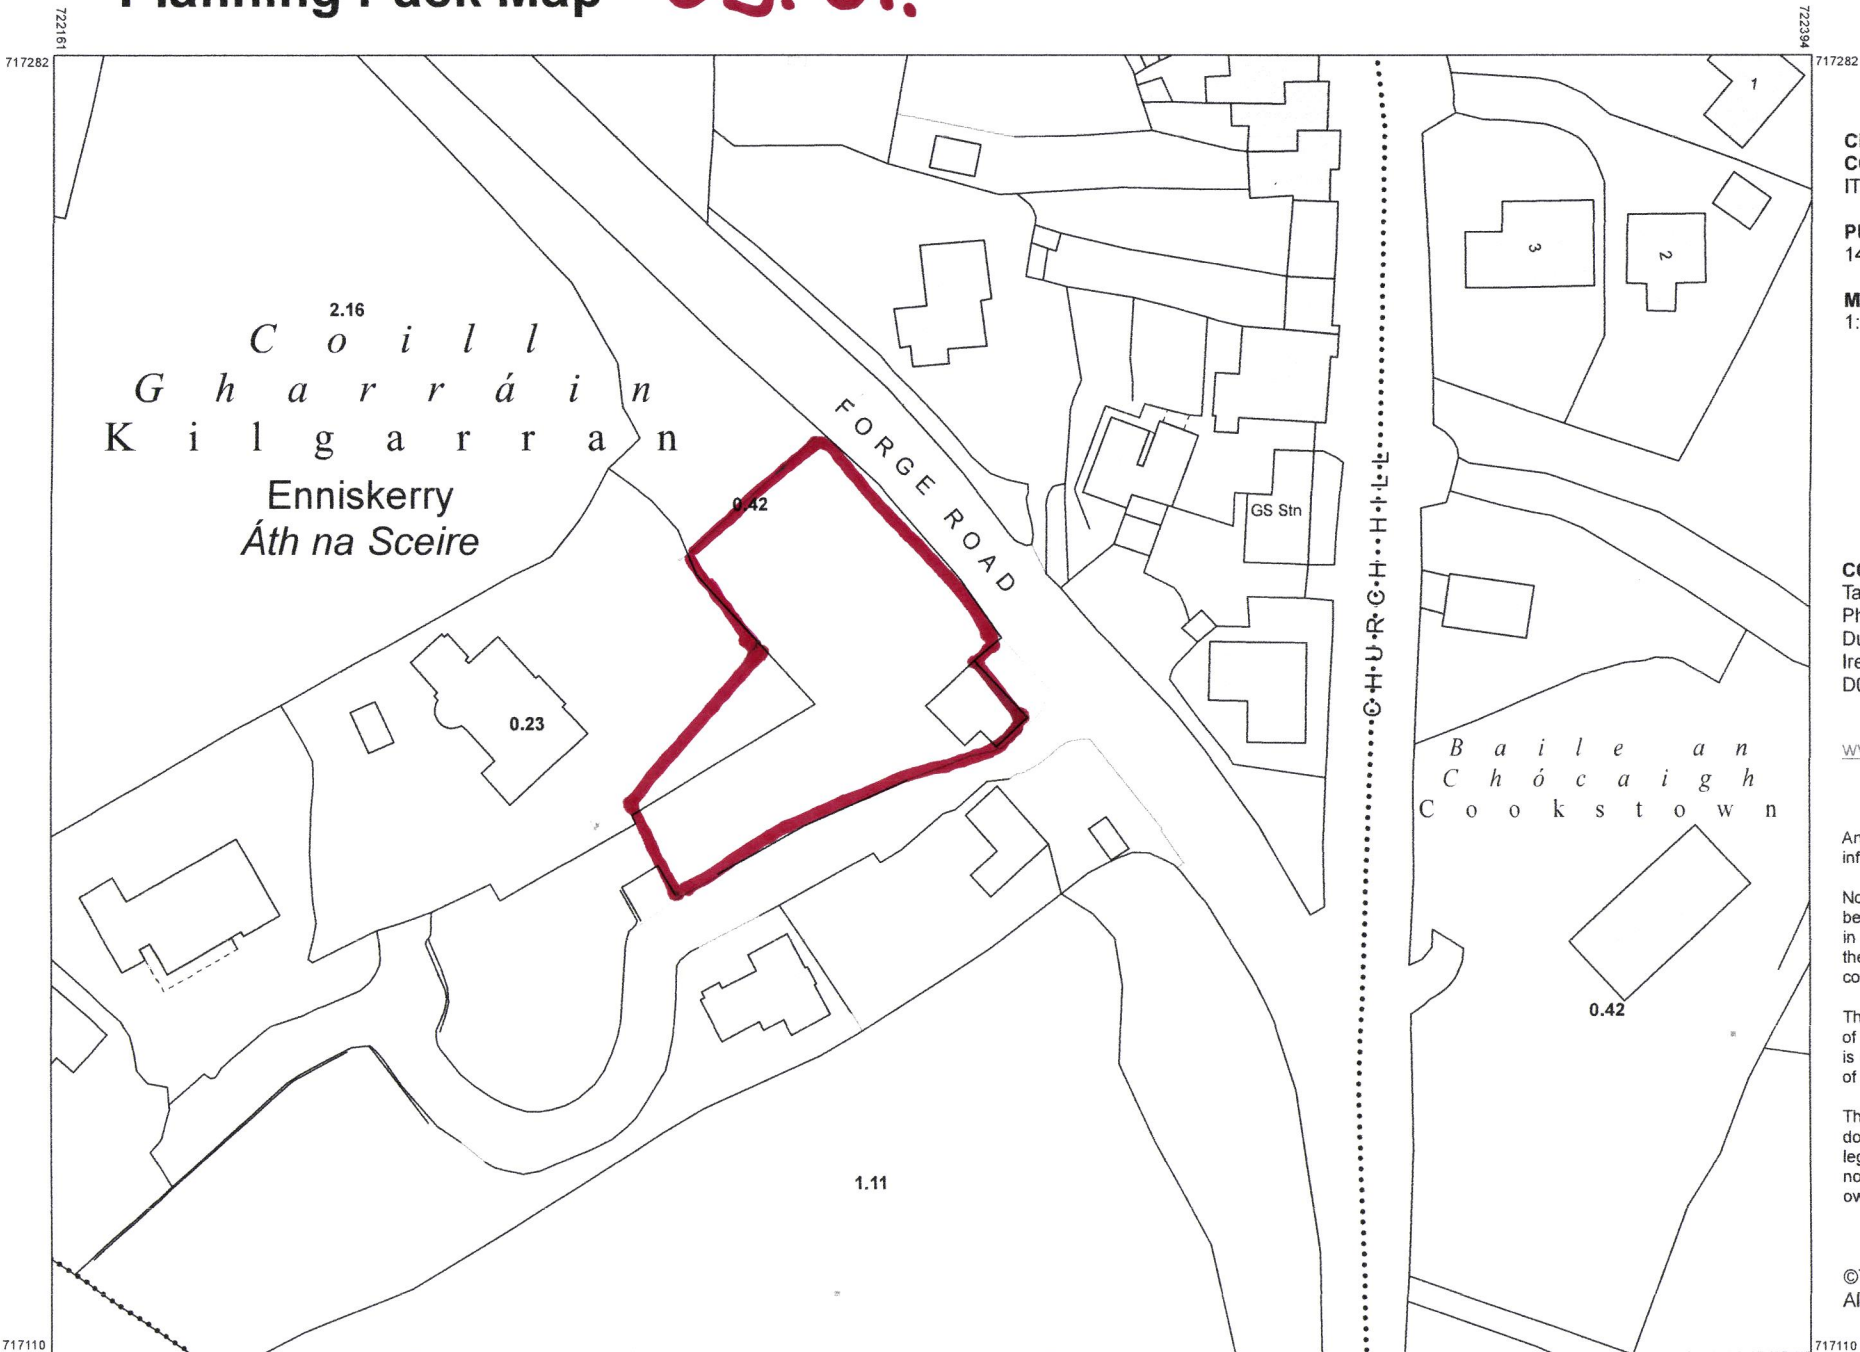 Planning Pack Map
722161
722394
717282
717282
1
3
2
2.16
Coill
Gharráin
Kilgarran
Enniskerry
Áth na Sceire
FORGE ROAD
0.42
GS Stn
CHURCH HILL
0.23
Baile an
Chócaigh
Cookstown
0.42
1.11
717110
717110